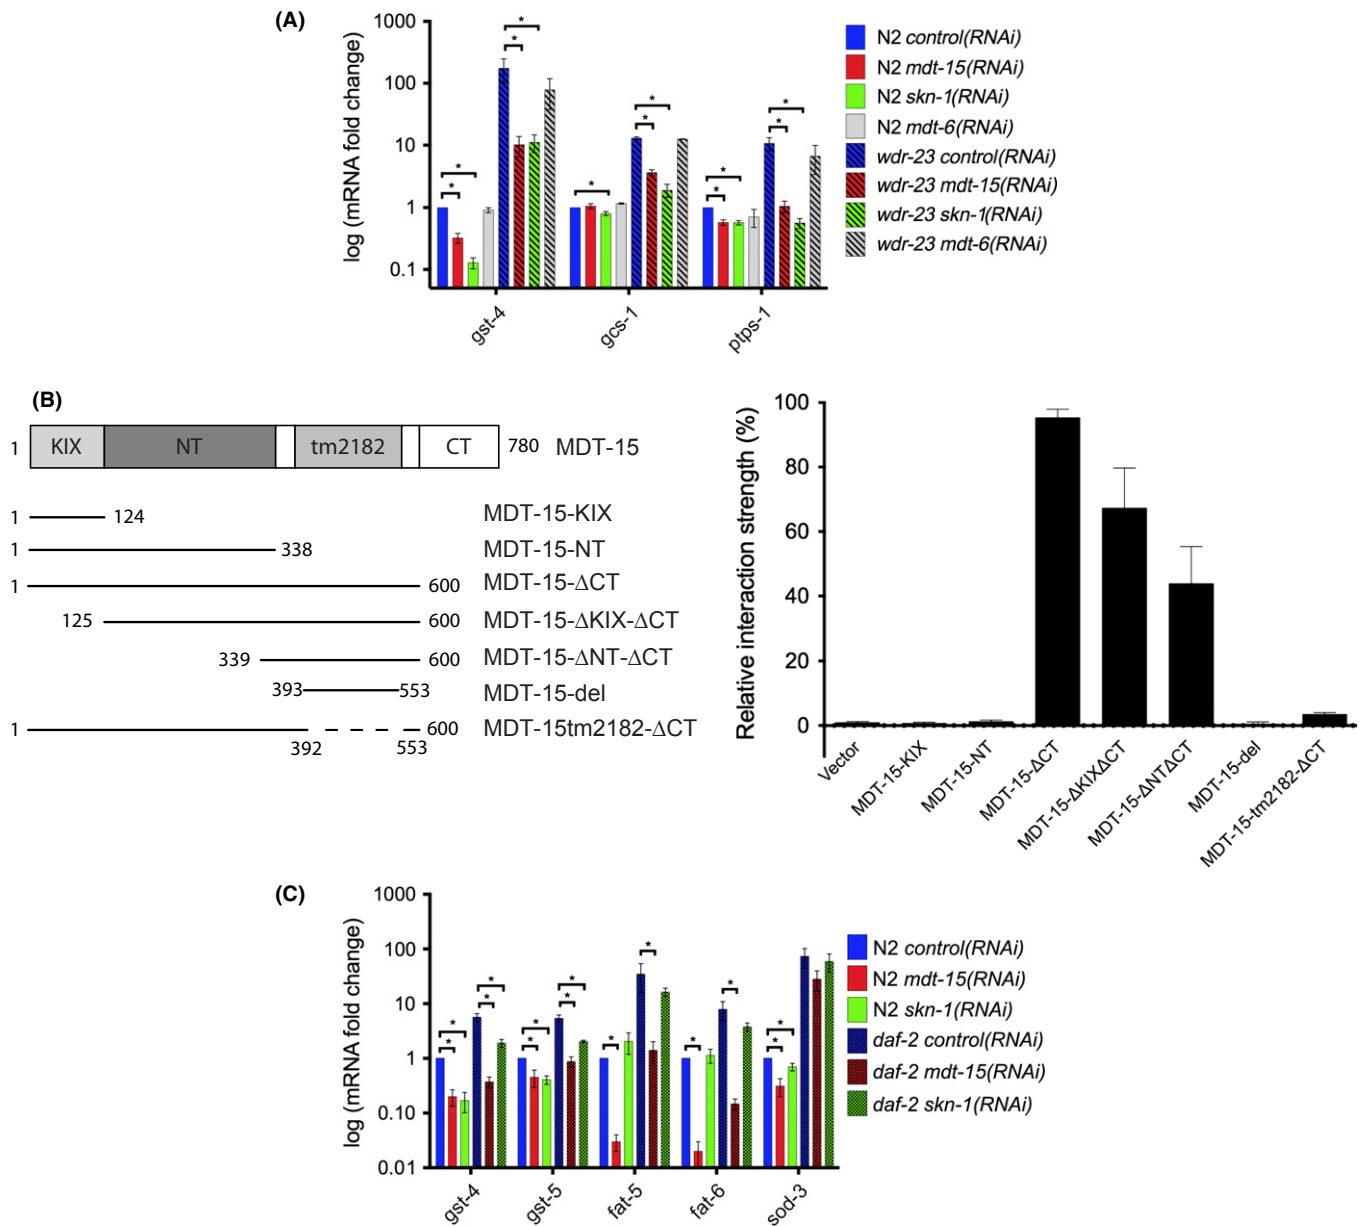 (A)
log (mRNA fold change)
1000
100
10
1
0.1
* * * * * * * * * * *
gst-4
gcs-1
ptps-1
N2 control(RNAi)
N2 mdt-15(RNAi)
N2 skn-1(RNAi)
N2 mdt-6(RNAi)
wdr-23 control(RNAi)
wdr-23 mdt-15(RNAi)
wdr-23 skn-1(RNAi)
wdr-23 mdt-6(RNAi)
(B)
1 KIX NT tm2182 CT 780 MDT-15
1 124 MDT-15-KIX
1 338 MDT-15-NT
1 600 MDT-15-ΔCT
125 600 MDT-15-ΔKIX-ΔCT
339 600 MDT-15-ΔNT-ΔCT
393 553 MDT-15-del
1 600 MDT-15tm2182-ΔCT
392 553
Relative interaction strength (%)
100
80
60
40
20
0
Vector
MDT-15-KIX
MDT-15-NT
MDT-15-ΔCT
MDT-15-ΔKIXΔCT
MDT-15-ΔNTΔCT
MDT-15-del
MDT-15-tm2182-ΔCT
(C)
log (mRNA fold change)
1000
100
10
1
0.10
0.01
* * * * * * * * * * * * * *
gst-4
gst-5
fat-5
fat-6
sod-3
N2 control(RNAi)
N2 mdt-15(RNAi)
N2 skn-1(RNAi)
daf-2 control(RNAi)
daf-2 mdt-15(RNAi)
daf-2 skn-1(RNAi)